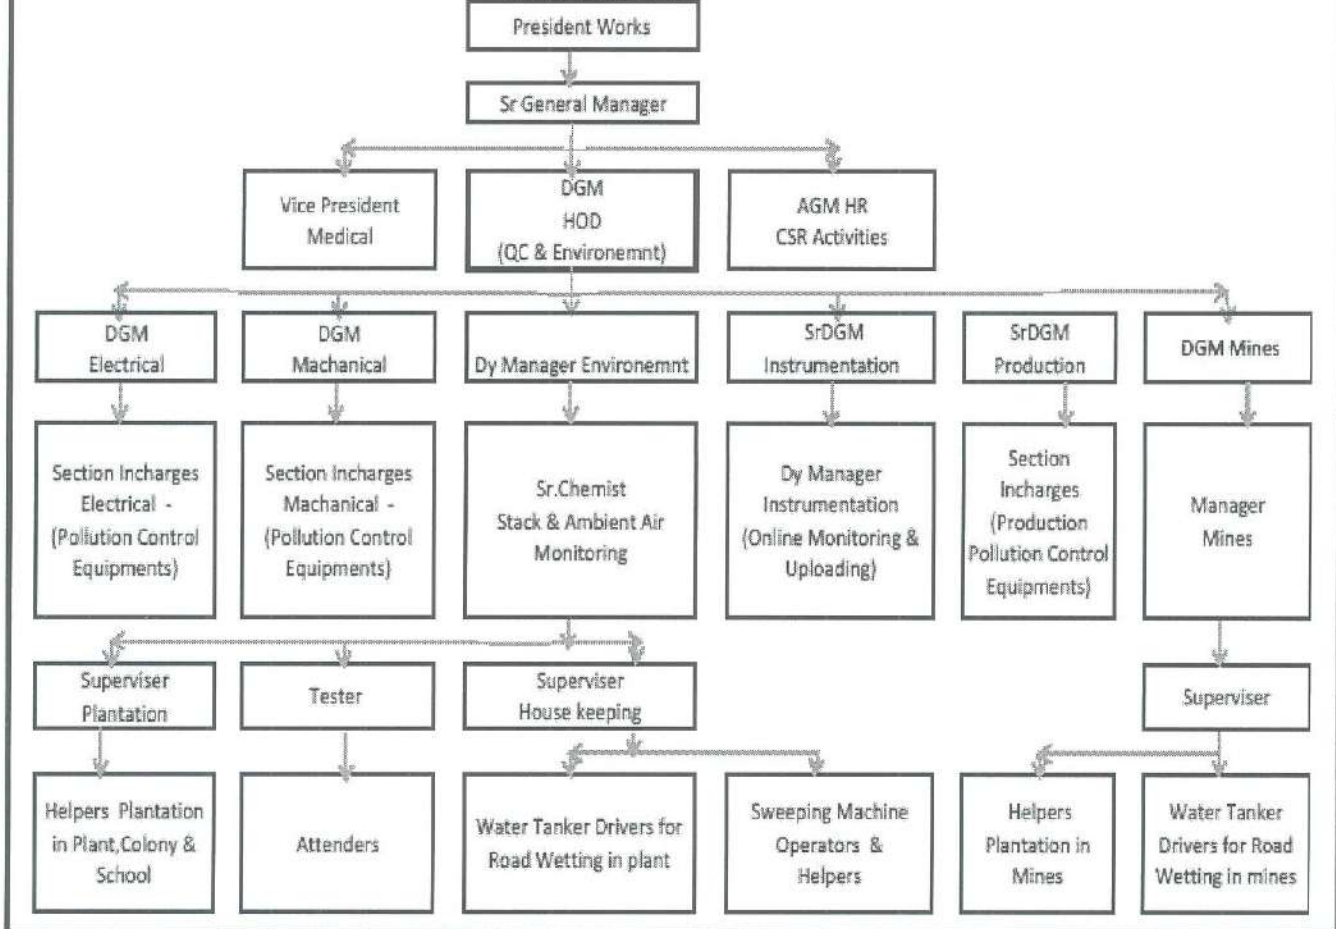 President Works
Sr General Manager
Vice President
Medical
DGM
HOD
(QC & Environemnt)
AGM HR
CSR Activities
DGM
Electrical
DGM
Machanical
Dy Manager Environemnt
SrDGM
Instrumentation
SrDGM
Production
DGM Mines
Section Incharges
Electrical -
(Pollution Control
Equipments)
Section Incharges
Machanical -
(Pollution Control
Equipments)
Sr.Chemist
Stack & Ambient Air
Monitoring
Dy Manager
Instrumentation
(Online Monitoring &
Uploading)
Section
Incharges
(Production
Pollution Control
Equipments)
Manager
Mines
Superviser
Plantation
Tester
Superviser
House keeping
Superviser
Helpers Plantation
in Plant,Colony &
School
Attenders
Water Tanker Drivers for
Road Wetting in plant
Sweeping Machine
Operators &
Helpers
Helpers
Plantation in
Mines
Water Tanker
Drivers for Road
Wetting in mines